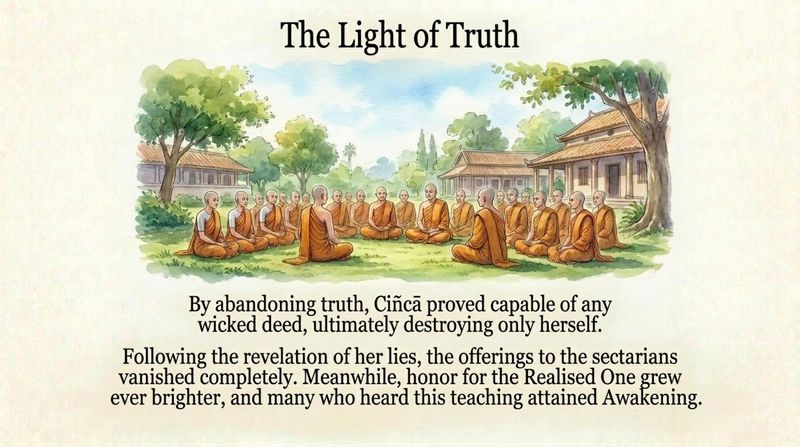 The Light of Truth
By abandoning truth, Ciñcā proved capable of any
wicked deed, ultimately destroying only herself.
Following the revelation of her lies, the offerings to the sectarians
vanished completely. Meanwhile, honor for the Realised One grew
ever brighter, and many who heard this teaching attained Awakening.